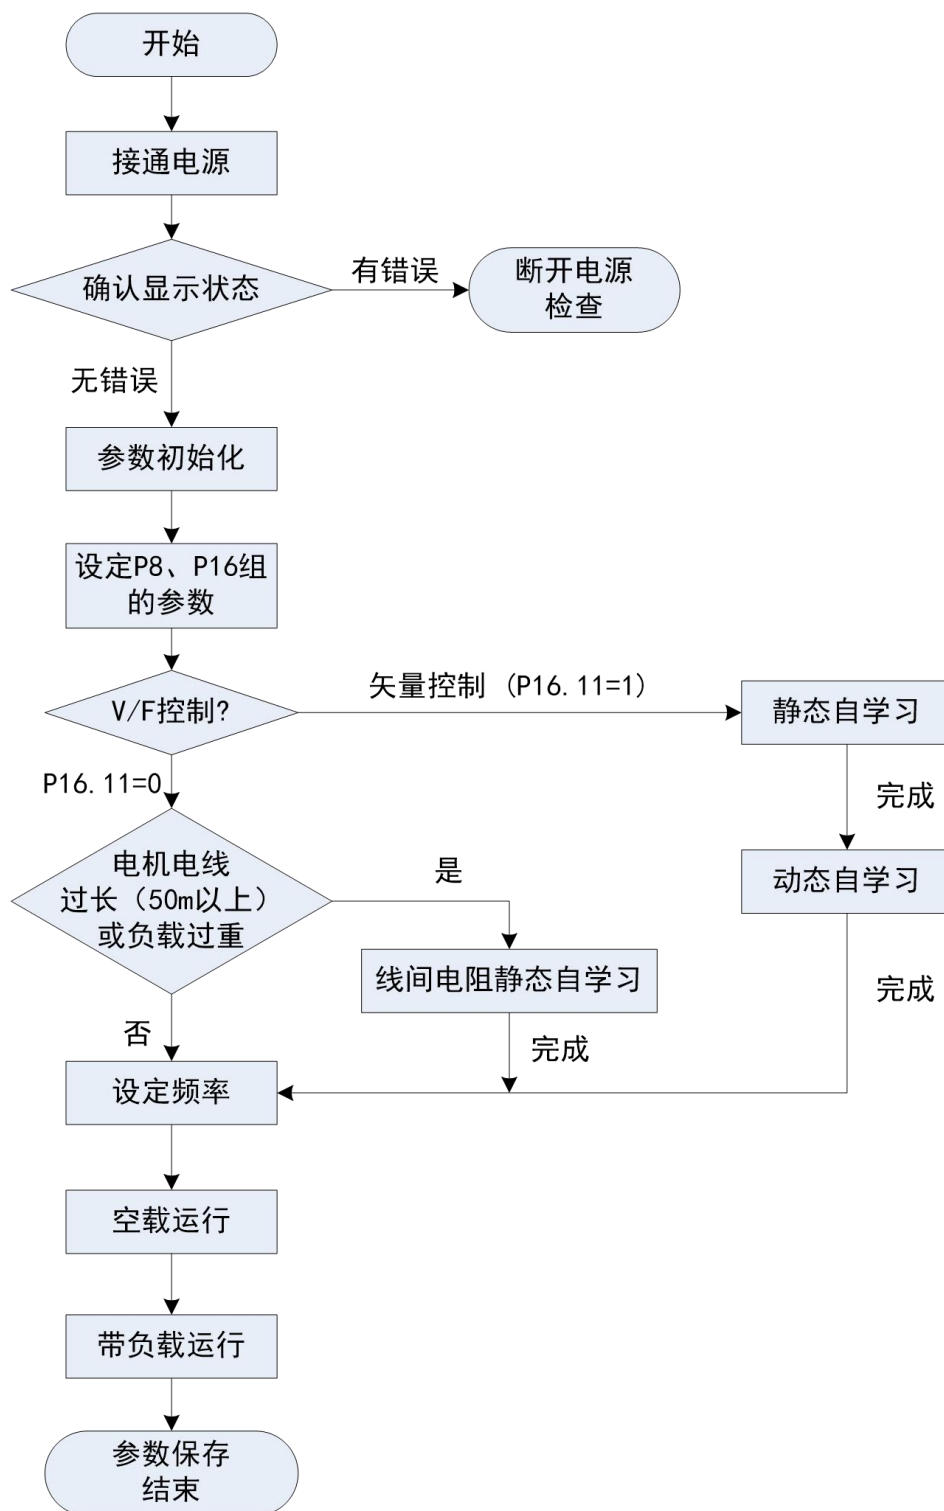 开始
接通电源
确认显示状态
有错误
断开电源
检查
无错误
参数初始化
设定P8、P16组
的参数
V/F控制?
矢量控制 (P16.11=1)
静态自学习
P16.11=0
完成
电机电线
过长（50m以上）
或负载过重
是
动态自学习
线间电阻静态自学习
完成
否
完成
设定频率
空载运行
带负载运行
参数保存
结束